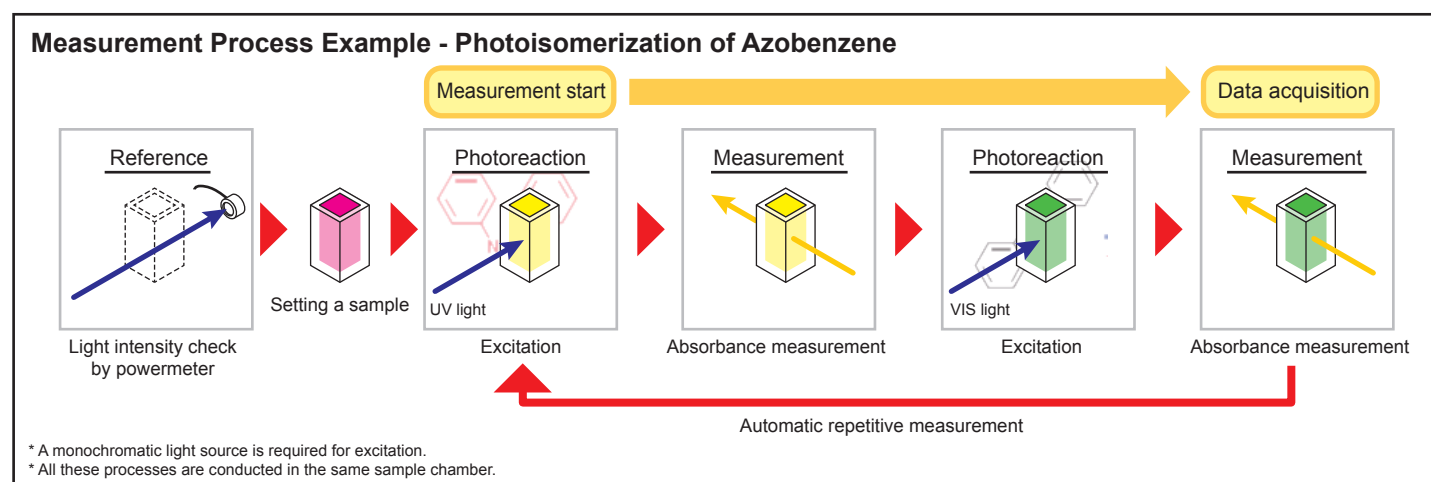 Measurement Process Example - Photoisomerization of Azobenzene
Measurement start
Data acquisition
Reference
Photoreaction
Measurement
Photoreaction
Measurement
N
Setting a sample
UV light
VIS light
Light intensity check
by powermeter
Excitation
Absorbance measurement
Excitation
Absorbance measurement
Automatic repetitive measurement
* A monochromatic light source is required for excitation.
* All these processes are conducted in the same sample chamber.